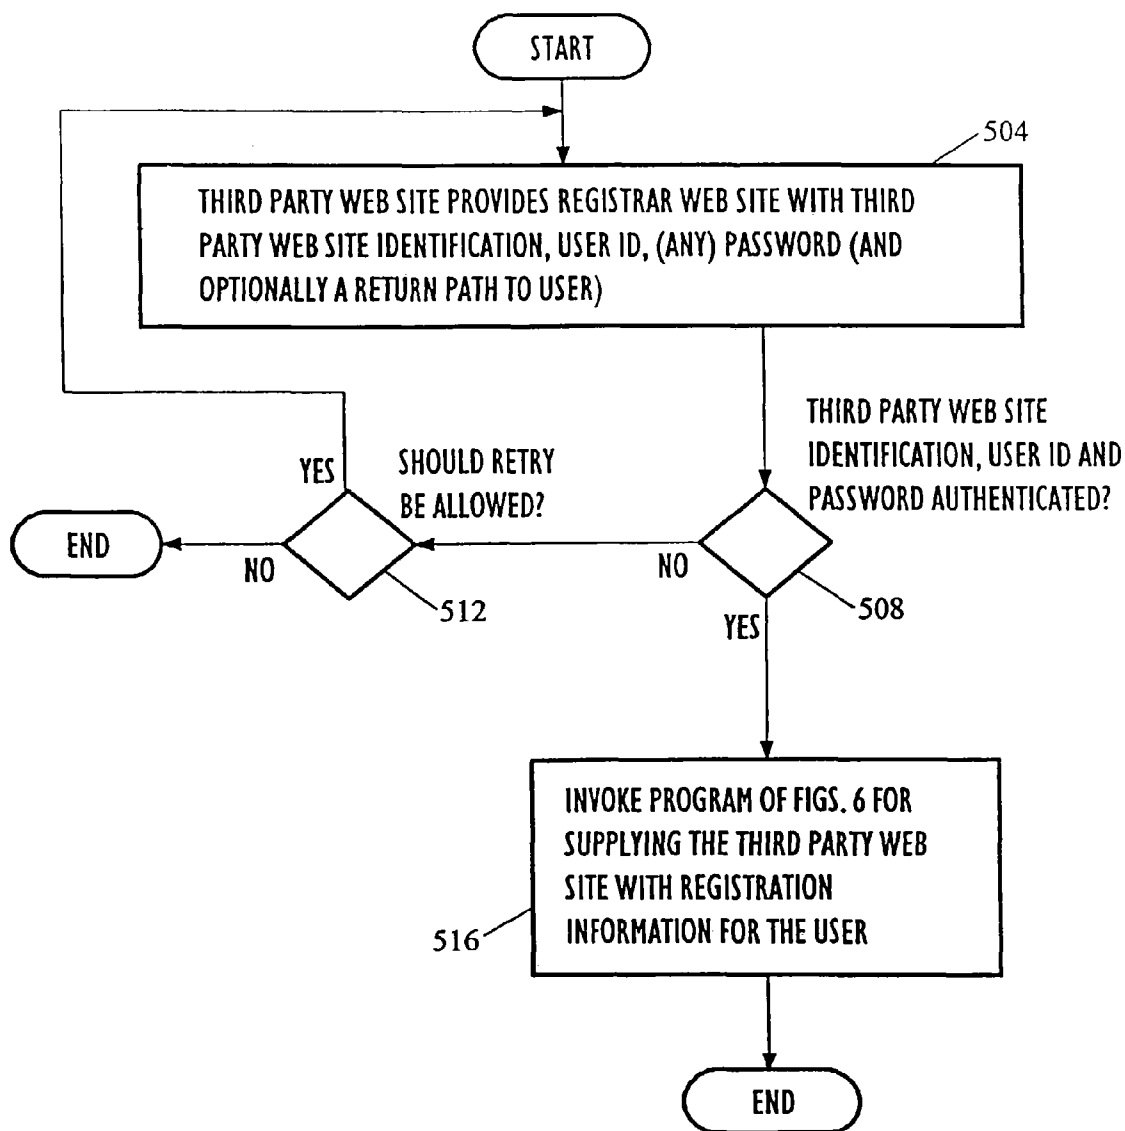 START
504
THIRD PARTY WEB SITE PROVIDES REGISTRAR WEB SITE WITH THIRD
PARTY WEB SITE IDENTIFICATION, USER ID, (ANY) PASSWORD (AND
OPTIONALLY A RETURN PATH TO USER)
THIRD PARTY WEB SITE
IDENTIFICATION, USER ID AND
PASSWORD AUTHENTICATED?
YES
SHOULD RETRY
BE ALLOWED?
END
NO
512
NO
508
YES
INVOKE PROGRAM OF FIGS. 6 FOR
SUPPLYING THE THIRD PARTY WEB
SITE WITH REGISTRATION
INFORMATION FOR THE USER
516
END